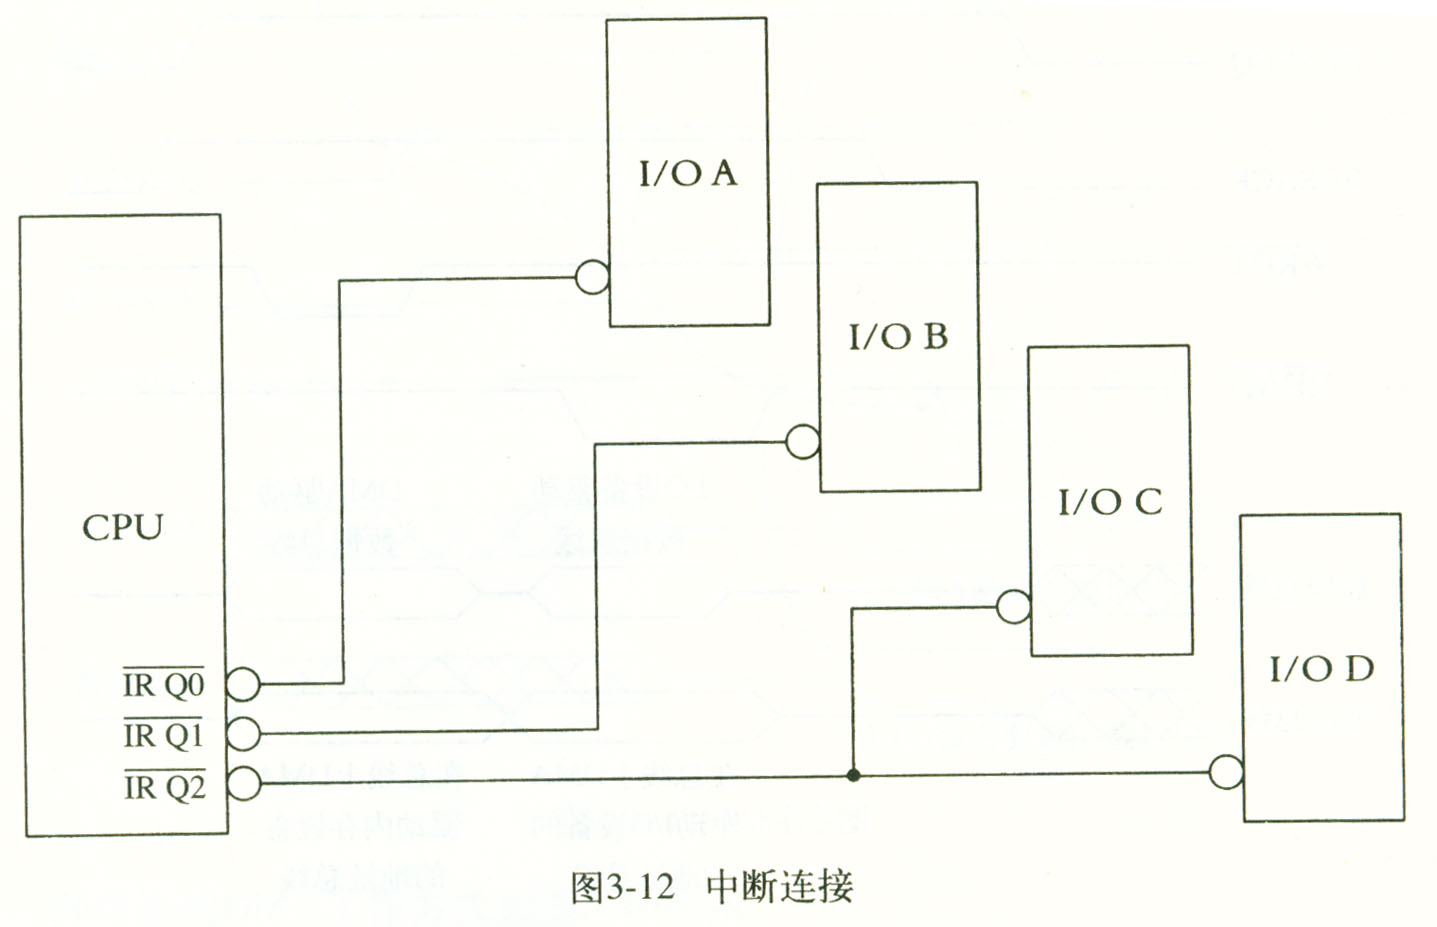 I/O A
I/O B
I/O C
I/O D
CPU
IR Q0
IR Q1
IR Q2
图3-12 中断连接